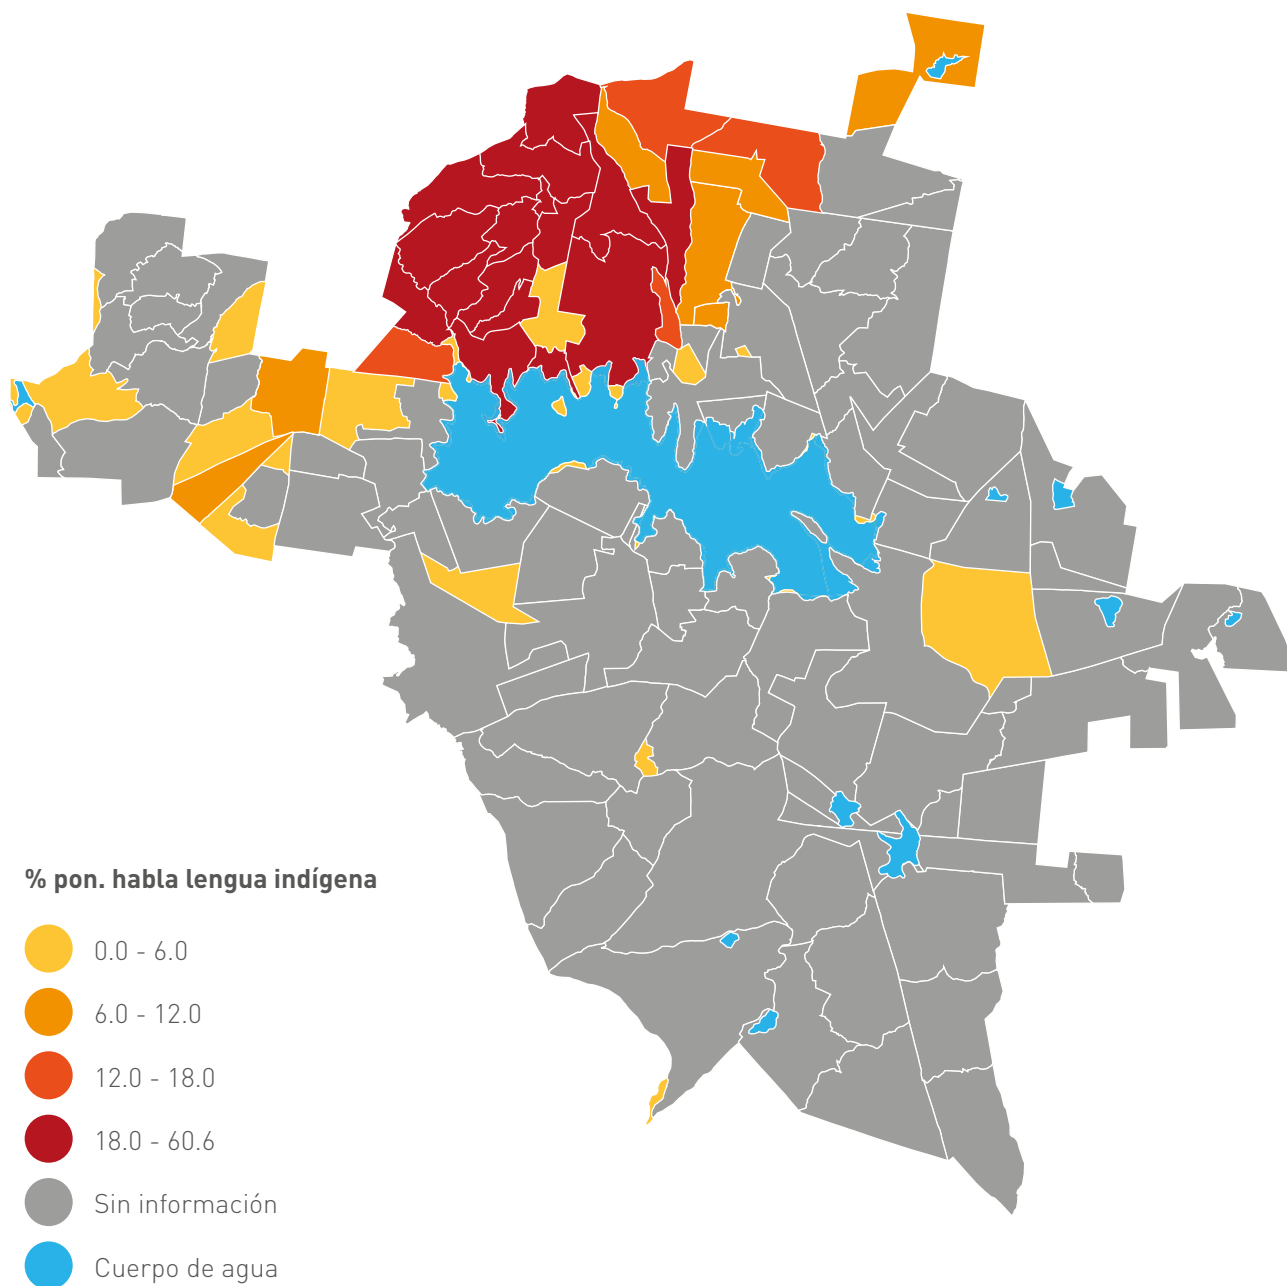 % pon. habla lengua indígena
0.0 - 6.0
6.0 - 12.0
12.0 - 18.0
18.0 - 60.6
Sin información
Cuerpo de agua